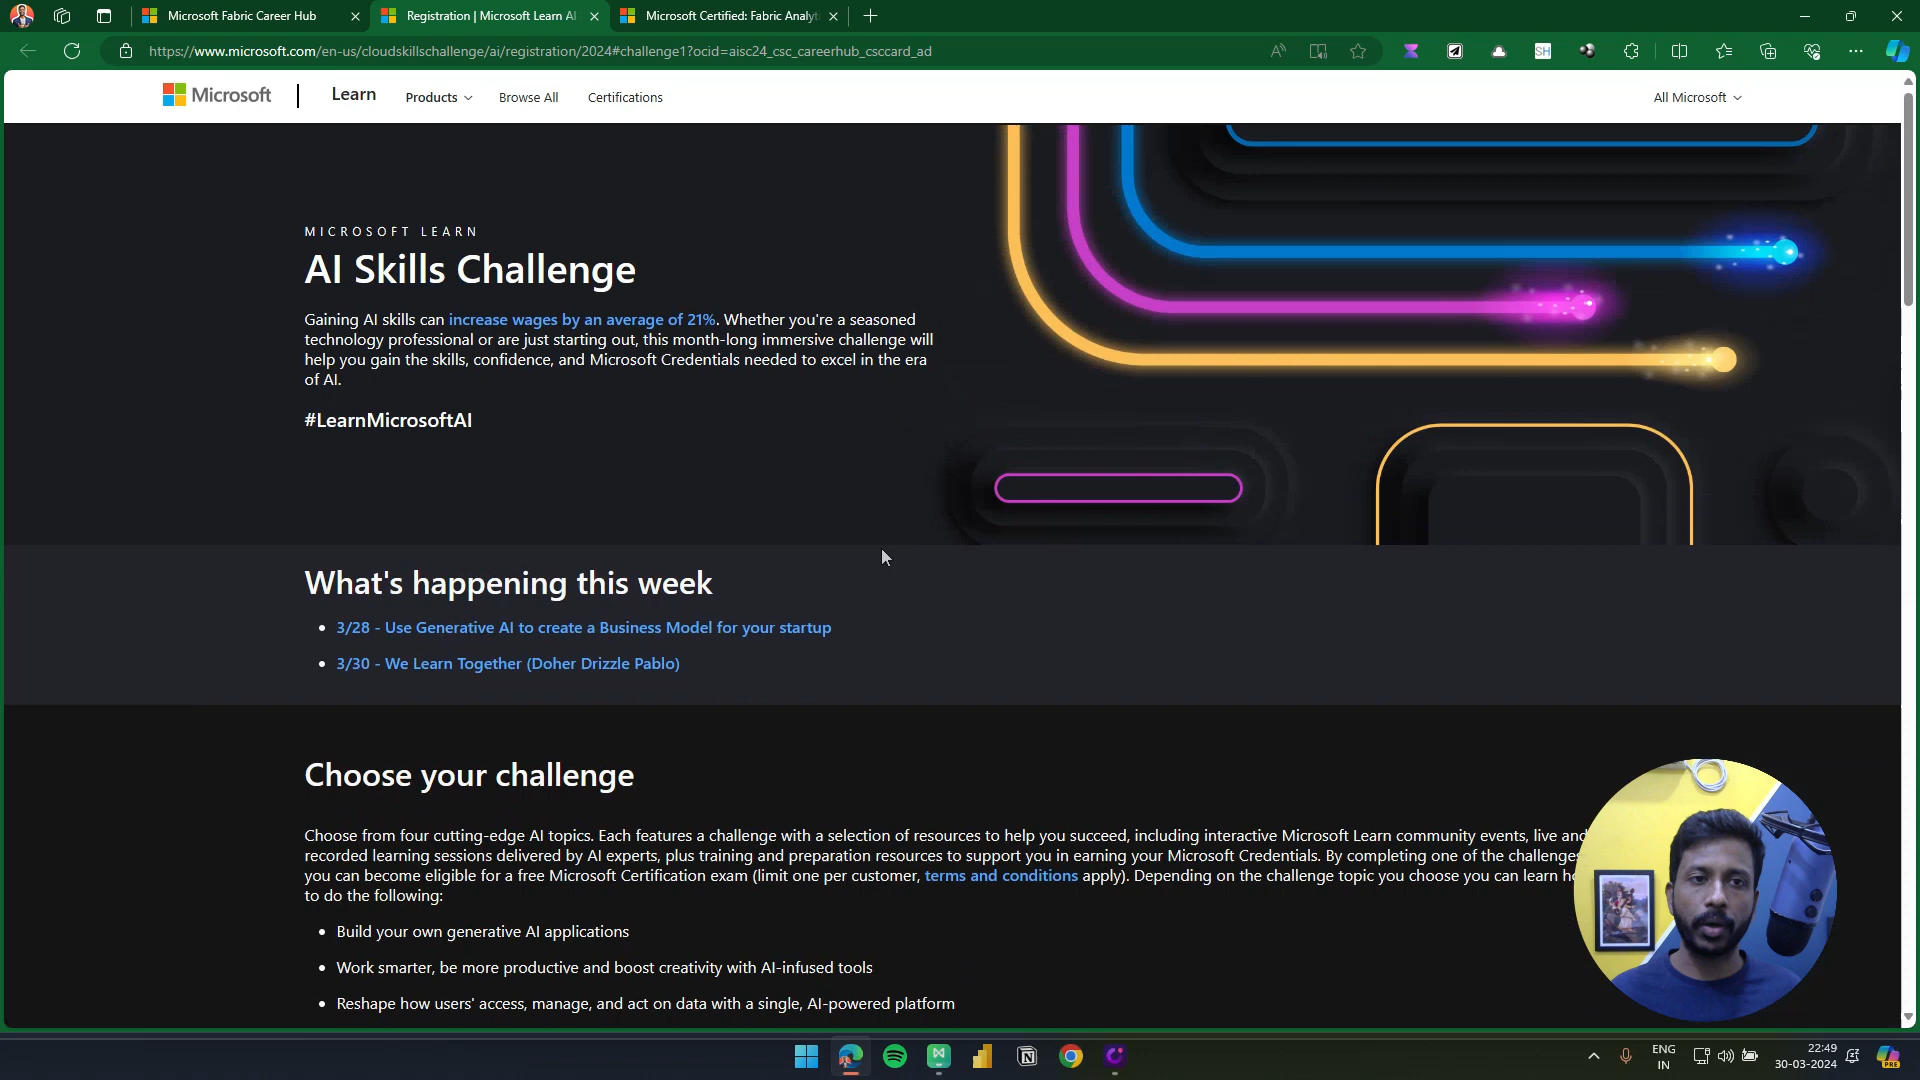 Microsoft Fabric Career Hub
Registration | Microsoft Learn AI
Microsoft Certified: Fabric Analyt
https://www.microsoft.com/en-us/cloudskillschallenge/ai/registration/2024#challenge1?ocid=aisc24_csc_careerhub_csccard_ad
SH
Microsoft
Learn
Products
Browse All
Certifications
All Microsoft
MICROSOFT LEARN
AI Skills Challenge
Gaining AI skills can increase wages by an average of 21%. Whether you're a seasoned
technology professional or are just starting out, this month-long immersive challenge will
help you gain the skills, confidence, and Microsoft Credentials needed to excel in the era
of AI.
#LearnMicrosoftAI
What's happening this week
• 3/28 - Use Generative AI to create a Business Model for your startup
• 3/30 - We Learn Together (Doher Drizzle Pablo)
Choose your challenge
Choose from four cutting-edge AI topics. Each features a challenge with a selection of resources to help you succeed, including interactive Microsoft Learn community events, live and
recorded learning sessions delivered by AI experts, plus training and preparation resources to support you in earning your Microsoft Credentials. By completing one of the challenges
you can become eligible for a free Microsoft Certification exam (limit one per customer, terms and conditions apply). Depending on the challenge topic you choose you can learn
to do the following:
• Build your own generative AI applications
• Work smarter, be more productive and boost creativity with AI-infused tools
• Reshape how users' access, manage, and act on data with a single, AI-powered platform
ENG
IN
22:49
30-03-2024
PRE